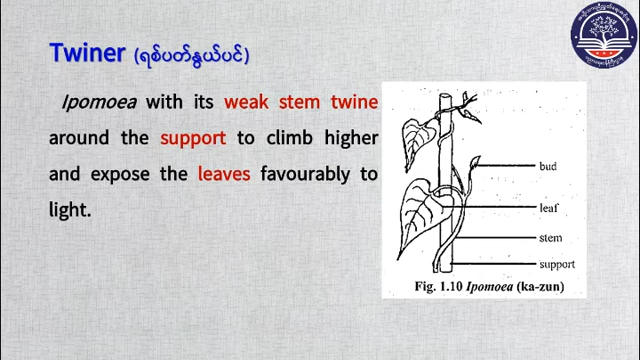 Twiner (ရစ်ပတ်နွယ်ပင်)
Ipomoea with its weak stem twine
around the support to climb higher
and expose the leaves favourably to
light.
bud
leaf
stem
support
Fig. 1.10 Ipomoea (ka-zun)